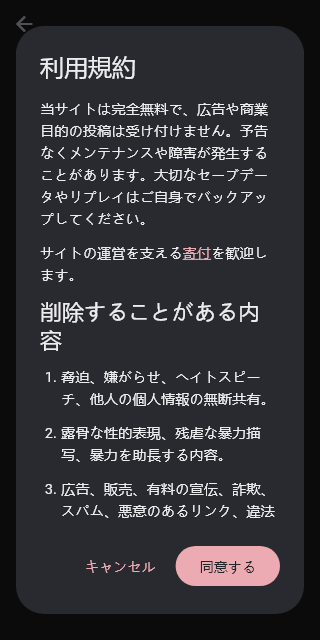 利用規約
当サイトは完全無料で、広告や商業
目的の投稿は受け付けません。予告
なくメンテナンスや障害が発生する
ことがあります。大切なセーブデー
タやリプレイはご自身でバックアッ
プしてください。
サイトの運営を支える寄付を歓迎し
ます。
削除することがある内
容
1. 脅迫、嫌がらせ、ヘイトスピー
チ、他人の個人情報の無断共有。
2. 露骨な性的表現、残虐な暴力描
写、暴力を助長する内容。
3. 広告、販売、有料の宣伝、詐欺、
スパム、悪意のあるリンク、違法
キャンセル
同意する